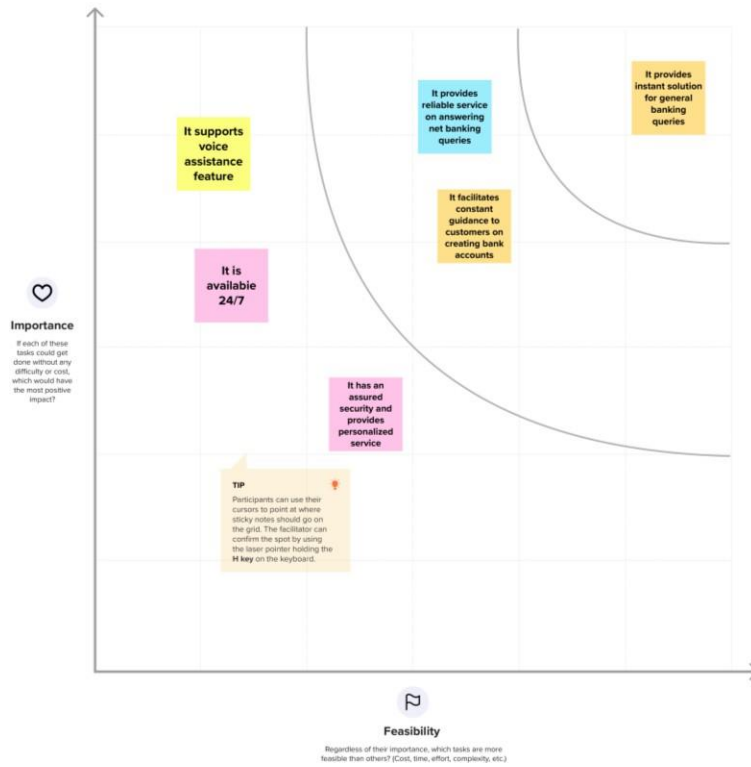 It provides
instant solution
for general
banking
queries
It provides
reliable service
on answering
net banking
queries
It supports
voice
assistance
feature
It facilitates
constant
guidance to
customers on
creating bank
accounts
It is
available
24/7
Importance
If each of these
tasks could get
done without any
difficulty or cost,
which would have
the most positive
impact?
It has an
assured
security and
provides
personalized
service
TIP
Participants can use their
cursors to point at where
sticky notes should go on
the grid. The facilitator can
confirm the spot by using
the laser pointer holding the
H key on the keyboard.
Feasibility
Regardless of their importance, which tasks are more
feasible than others? (Cost, time, effort, complexity, etc.)